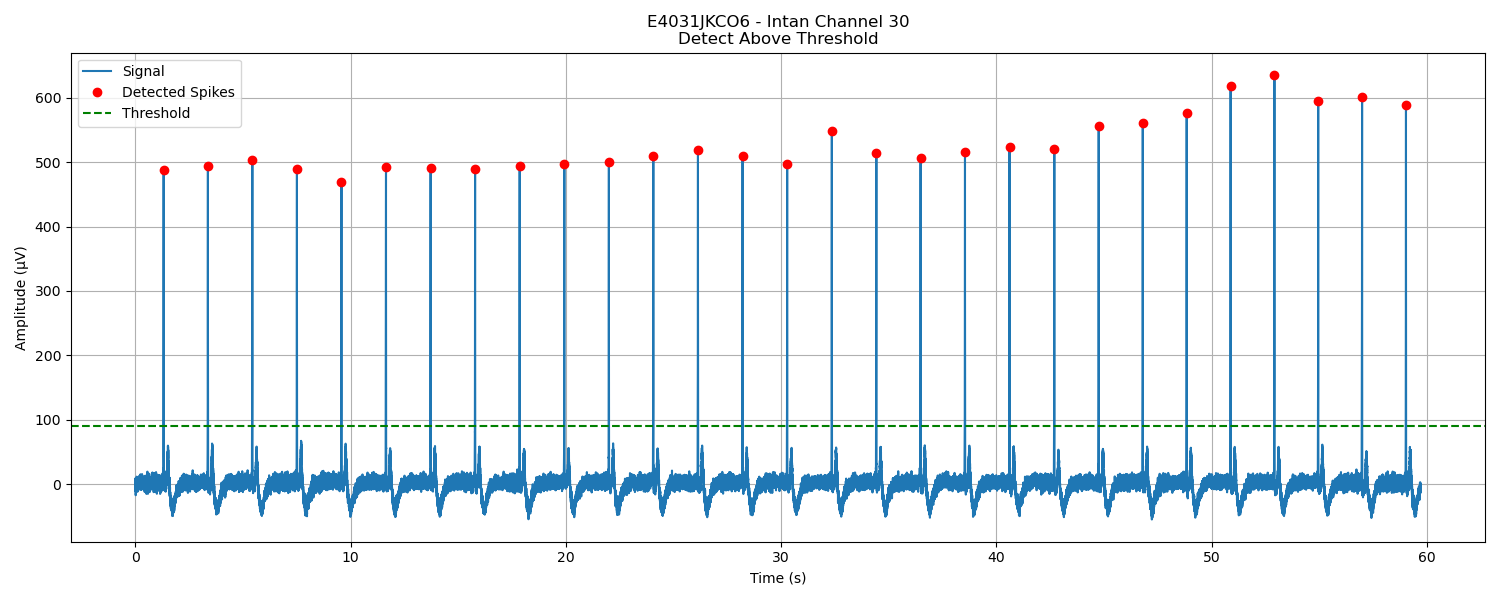 E4031JKCO6 - Intan Channel 30
Detect Above Threshold
Signal
Detected Spikes
Threshold
Amplitude (µV)
600
500
400
300
200
100
0
0 10 20 30 40 50 60
Time (s)